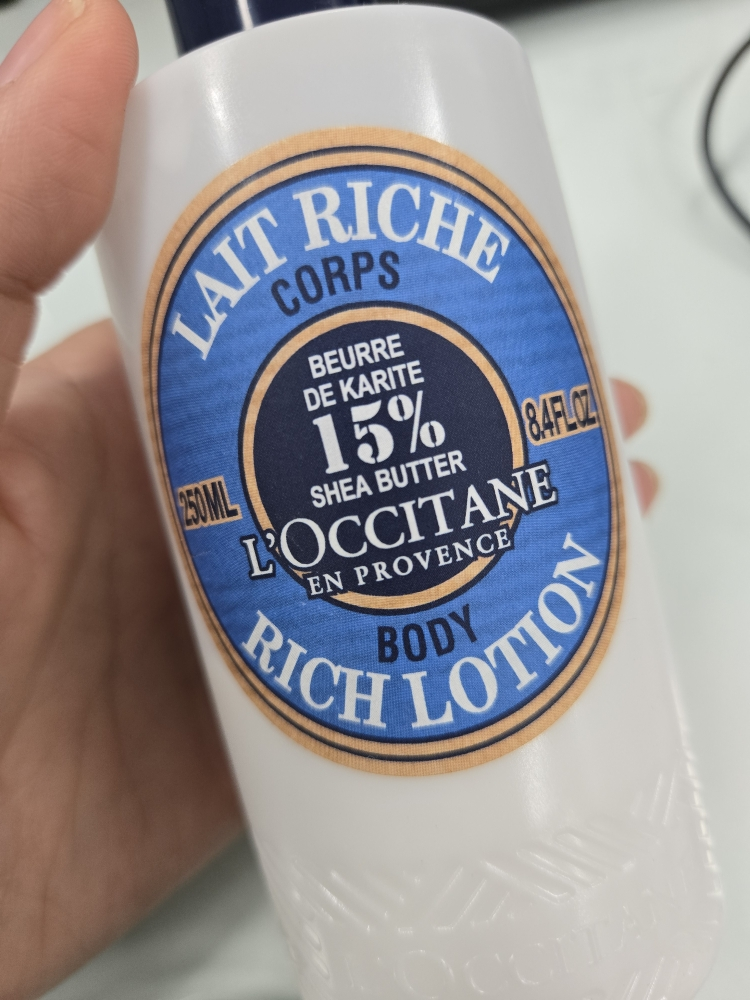 LAIT RICHE
CORPS
BEURRE
DE KARITE
15%
SHEA BUTTER
250ML
8.4FL.OZ
L'OCCITANE
EN PROVENCE
BODY
RICH LOTION
L'OCCITANE